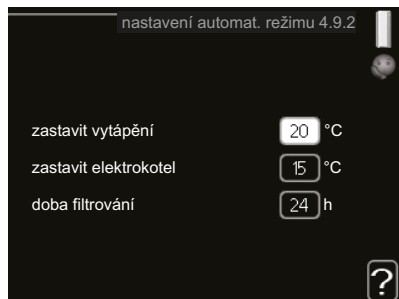 nastavení automat. režimu 4.9.2
zastavit vytápění 20 °C
zastavit elektrokotel 15 °C
doba filtrování 24 h
?